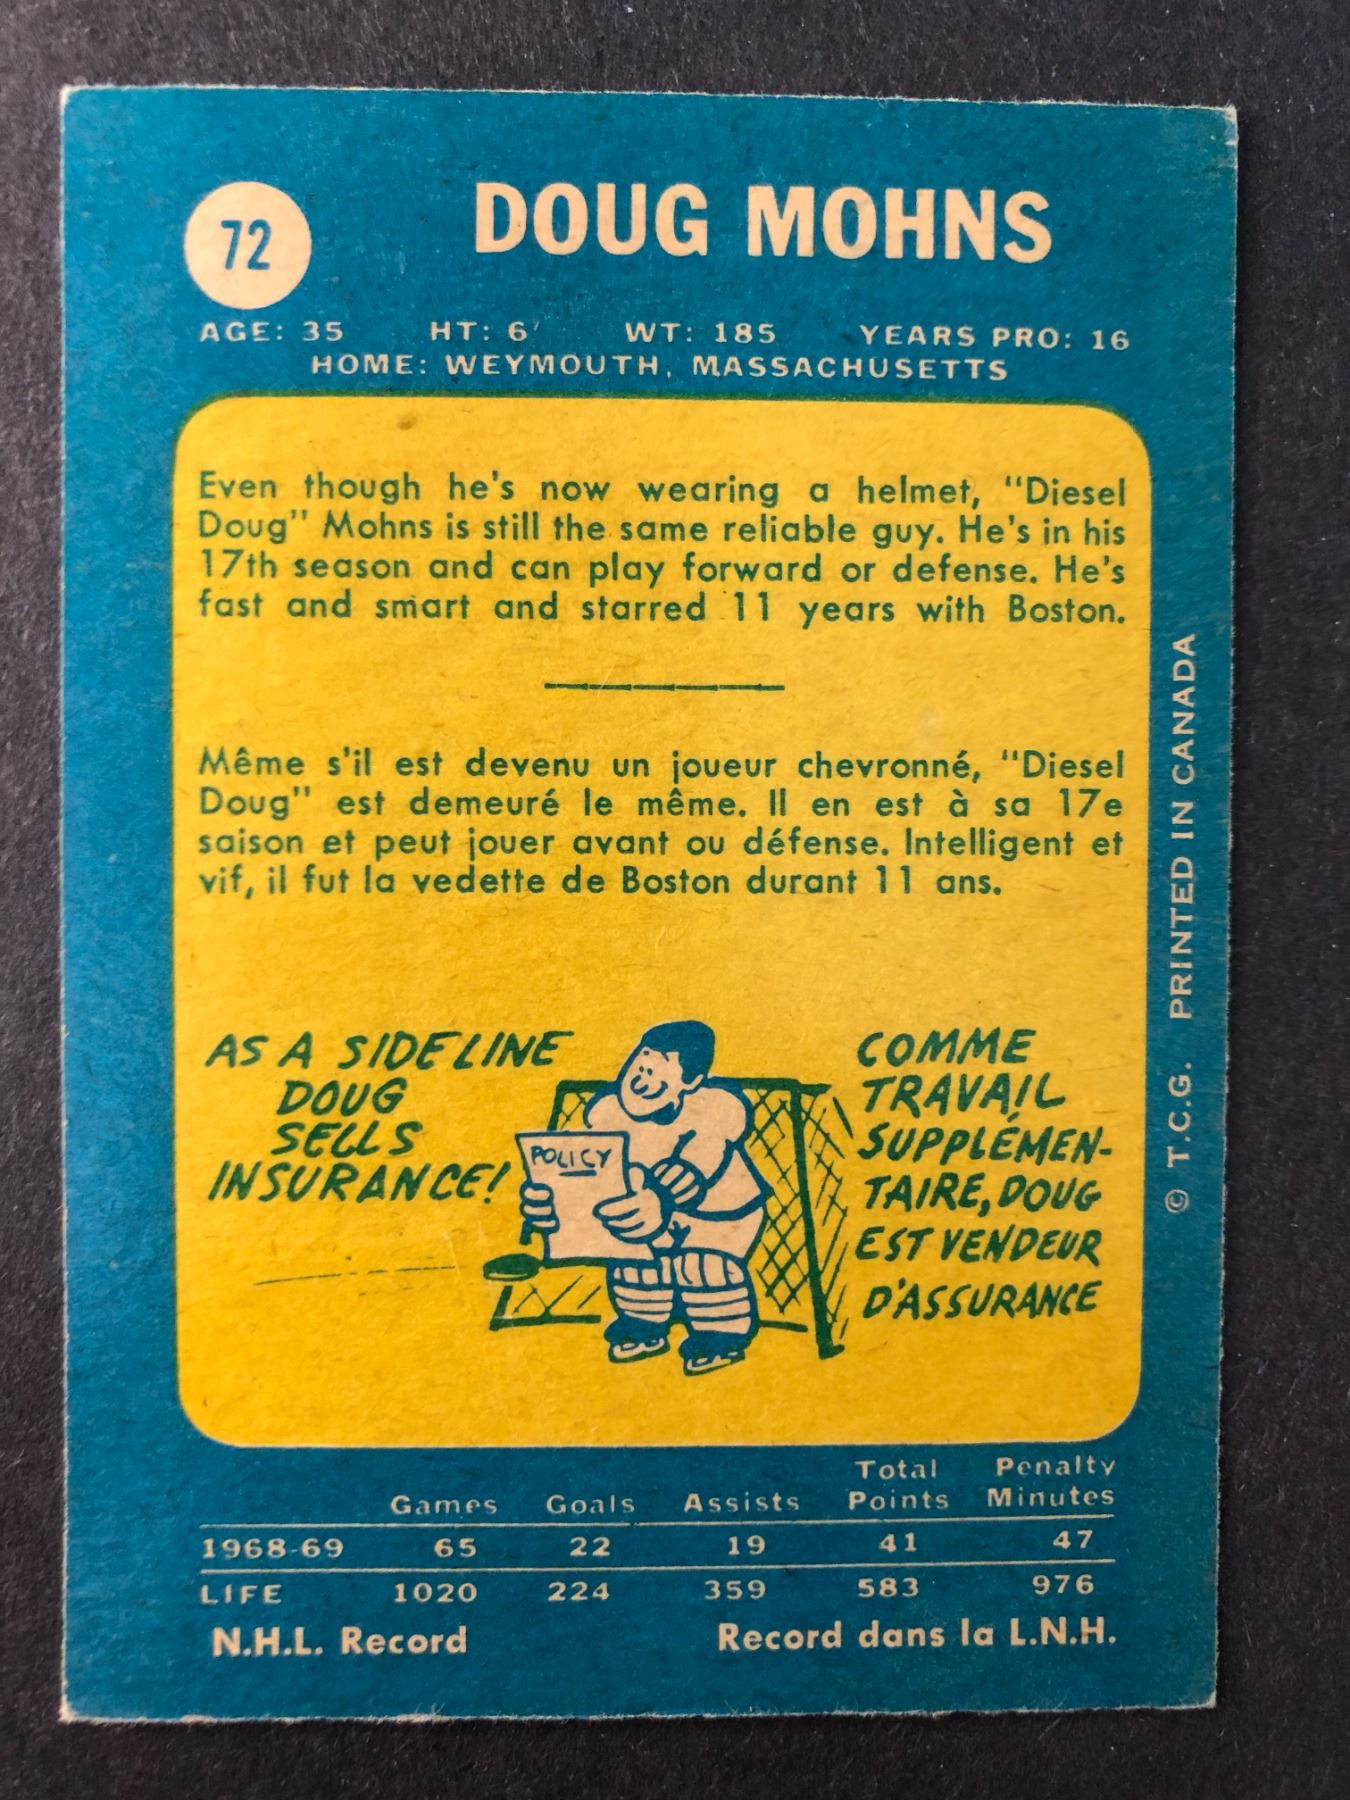 72
DOUG MOHNS
AGE: 35 HT: 6' WT: 185 YEARS PRO: 16
HOME: WEYMOUTH, MASSACHUSETTS
Even though he's now wearing a helmet, "Diesel
Doug" Mohns is still the same reliable guy. He's in his
17th season and can play forward or defense. He's
fast and smart and starred 11 years with Boston.
Même s'il est devenu un joueur chevronné, "Diesel
Doug" est demeuré le même. Il en est à sa 17e
saison et peut jouer avant ou défense. Intelligent et
vif, il fut la vedette de Boston durant 11 ans.
AS A SIDELINE
DOUG
SELLS
INSURANCE!
POLICY
COMME
TRAVAIL
SUPPLÉMEN-
TAIRE, DOUG
EST VENDEUR
D'ASSURANCE
Games Goals Assists Total Points Penalty Minutes
1968-69 65 22 19 41 47
LIFE 1020 224 359 583 976
N.H.L. Record Record dans la L.N.H.
© T.C.G. PRINTED IN CANADA